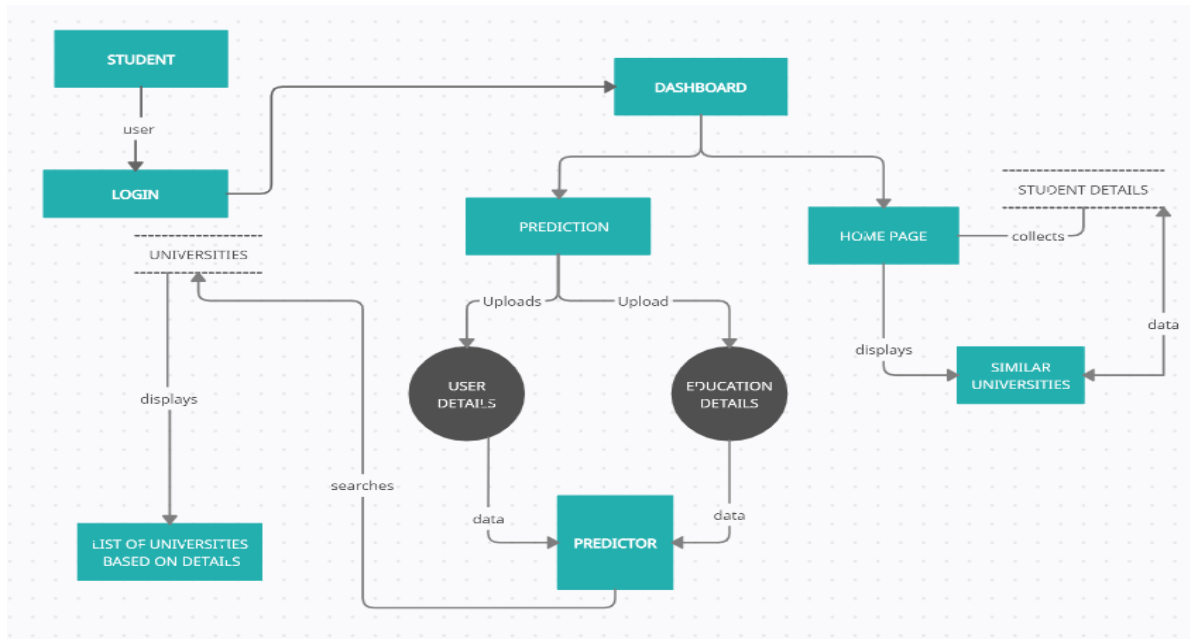 STUDENT
user
LOGIN
DASHBOARD
PREDICTION
HOME PAGE
STUDENT DETAILS
collects
UNIVERSITIES
Uploads
Upload
data
displays
SIMILAR
UNIVERSITIES
USER
DETAILS
EDUCATION
DETAILS
displays
searches
data
data
PREDICTOR
LIST OF UNIVERSITIES
BASED ON DETAILS